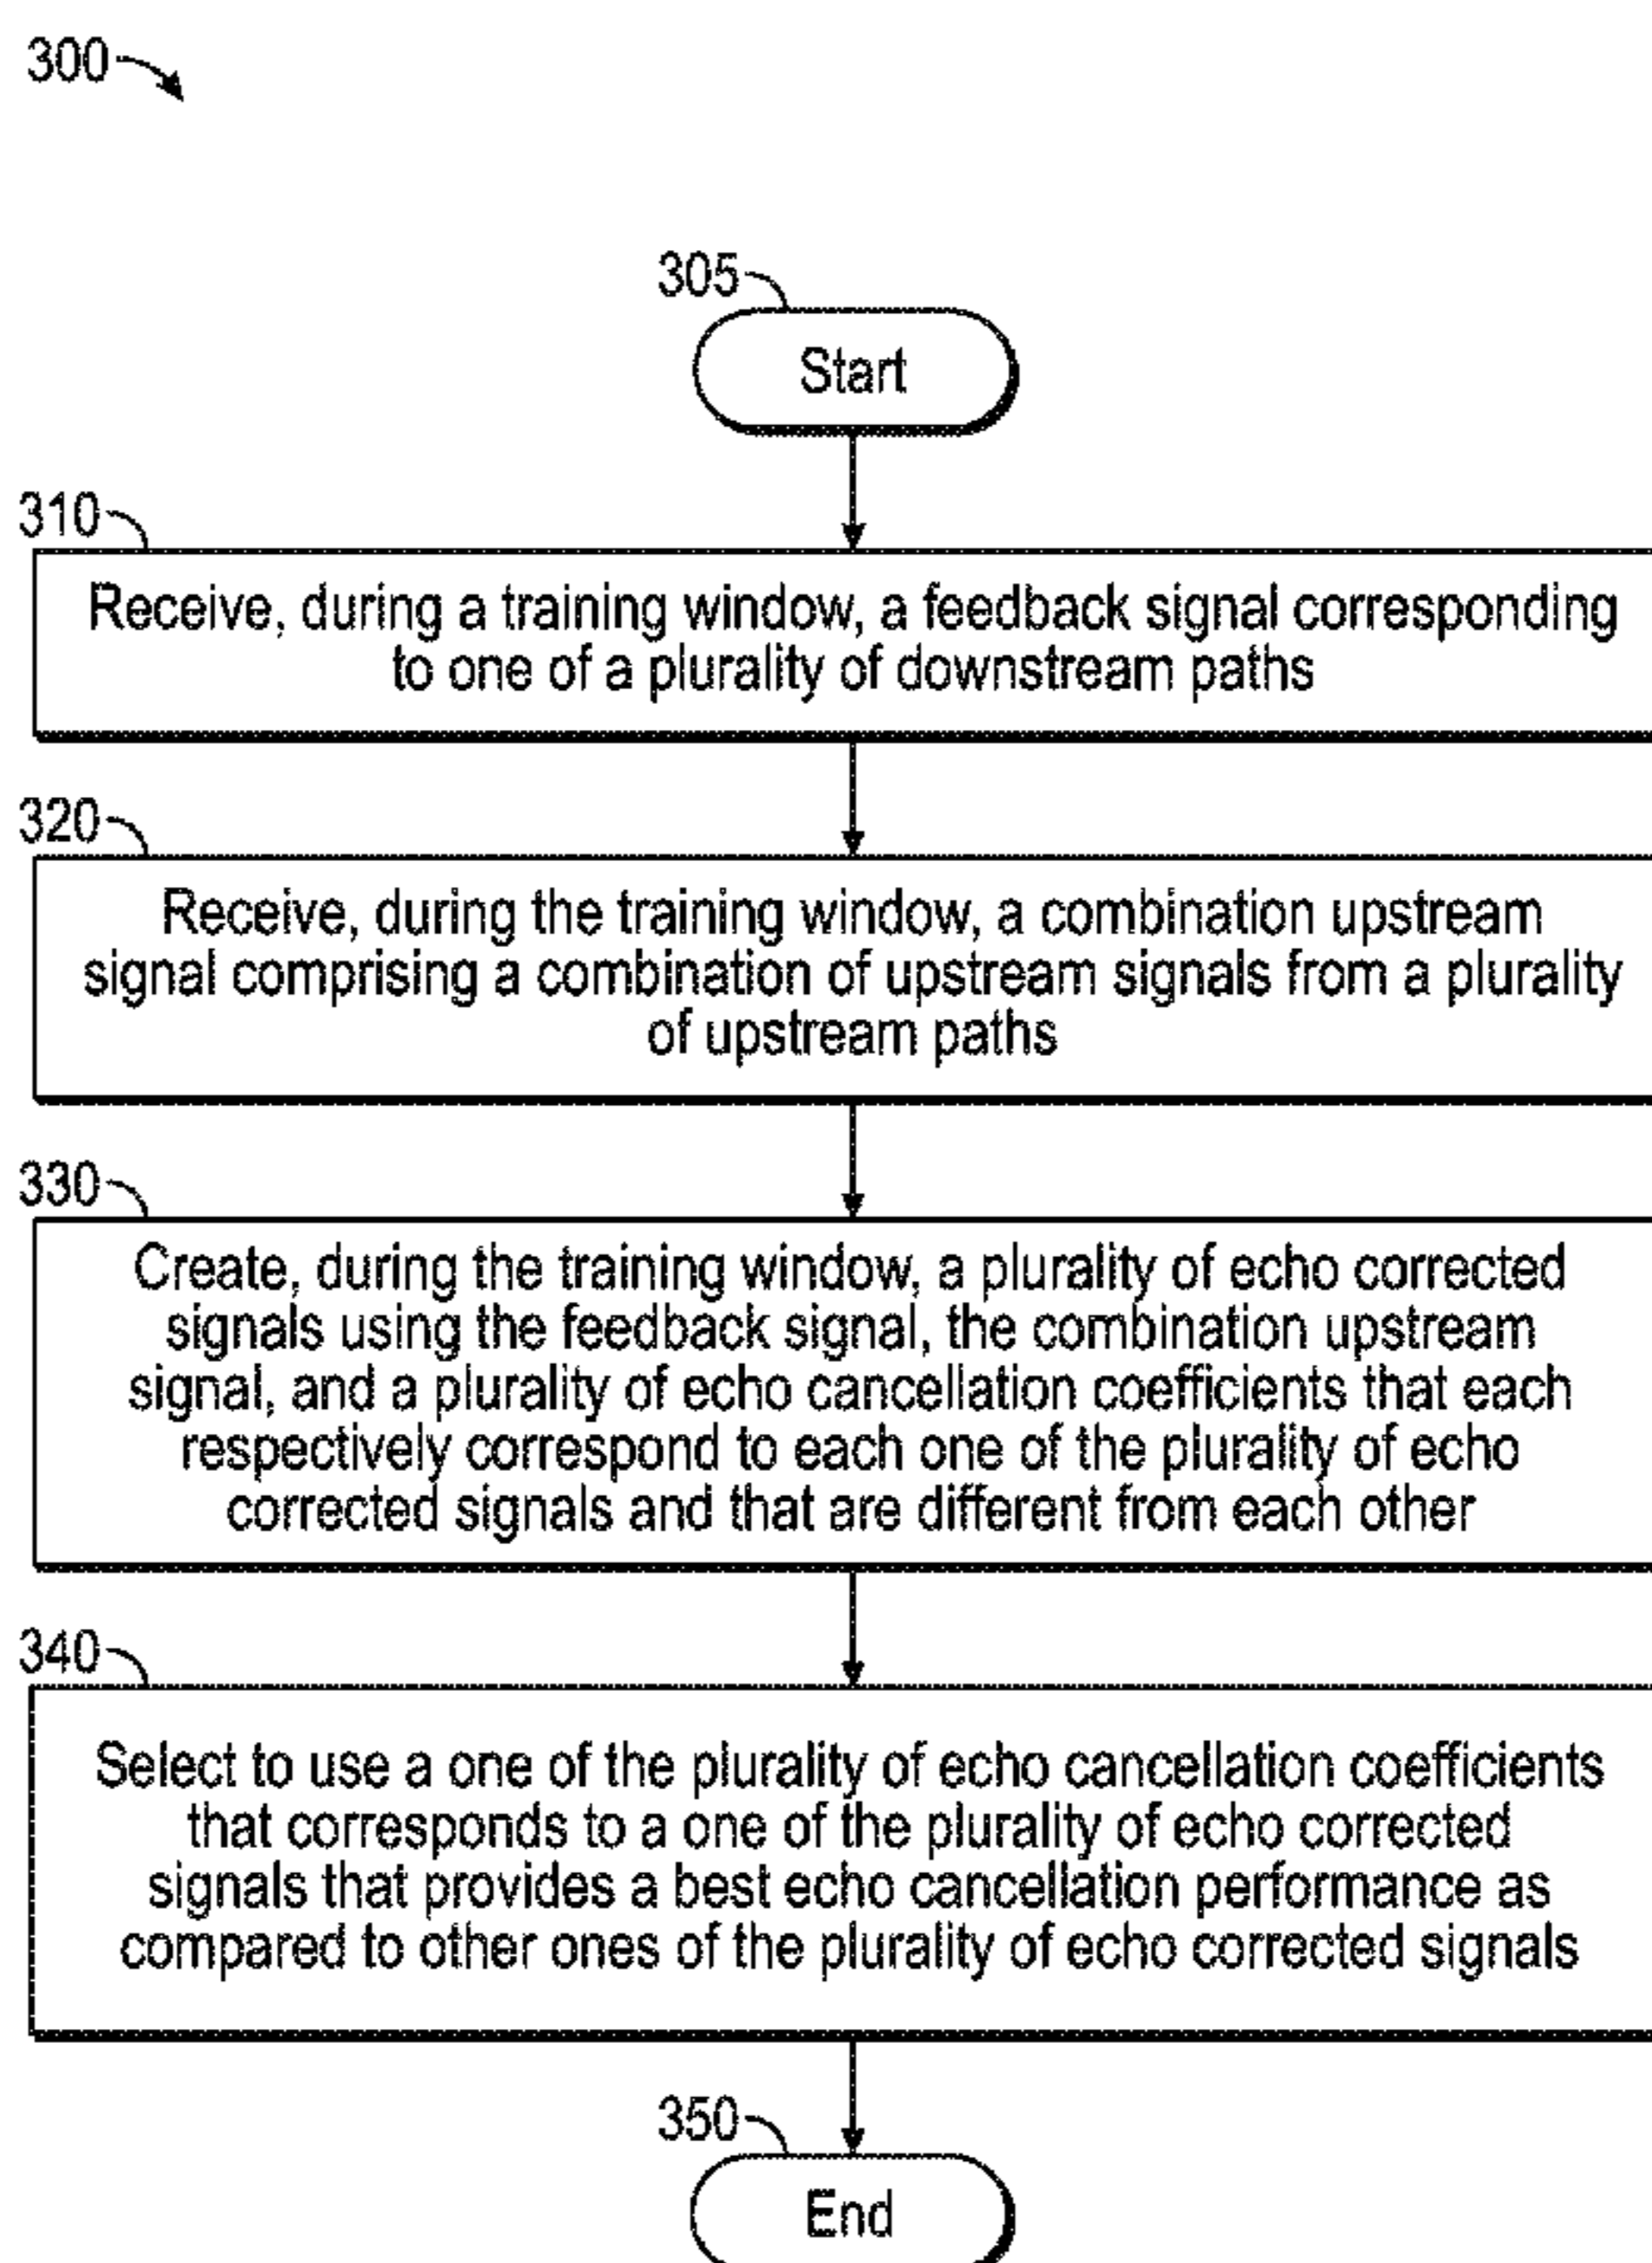 300
305
Start
310
Receive, during a training window, a feedback signal corresponding
to one of a plurality of downstream paths
320
Receive, during the training window, a combination upstream
signal comprising a combination of upstream signals from a plurality
of upstream paths
330
Create, during the training window, a plurality of echo corrected
signals using the feedback signal, the combination upstream
signal, and a plurality of echo cancellation coefficients that each
respectively correspond to each one of the plurality of echo
corrected signals and that are different from each other
340
Select to use a one of the plurality of echo cancellation coefficients
that corresponds to a one of the plurality of echo corrected
signals that provides a best echo cancellation performance as
compared to other ones of the plurality of echo corrected signals
350
End